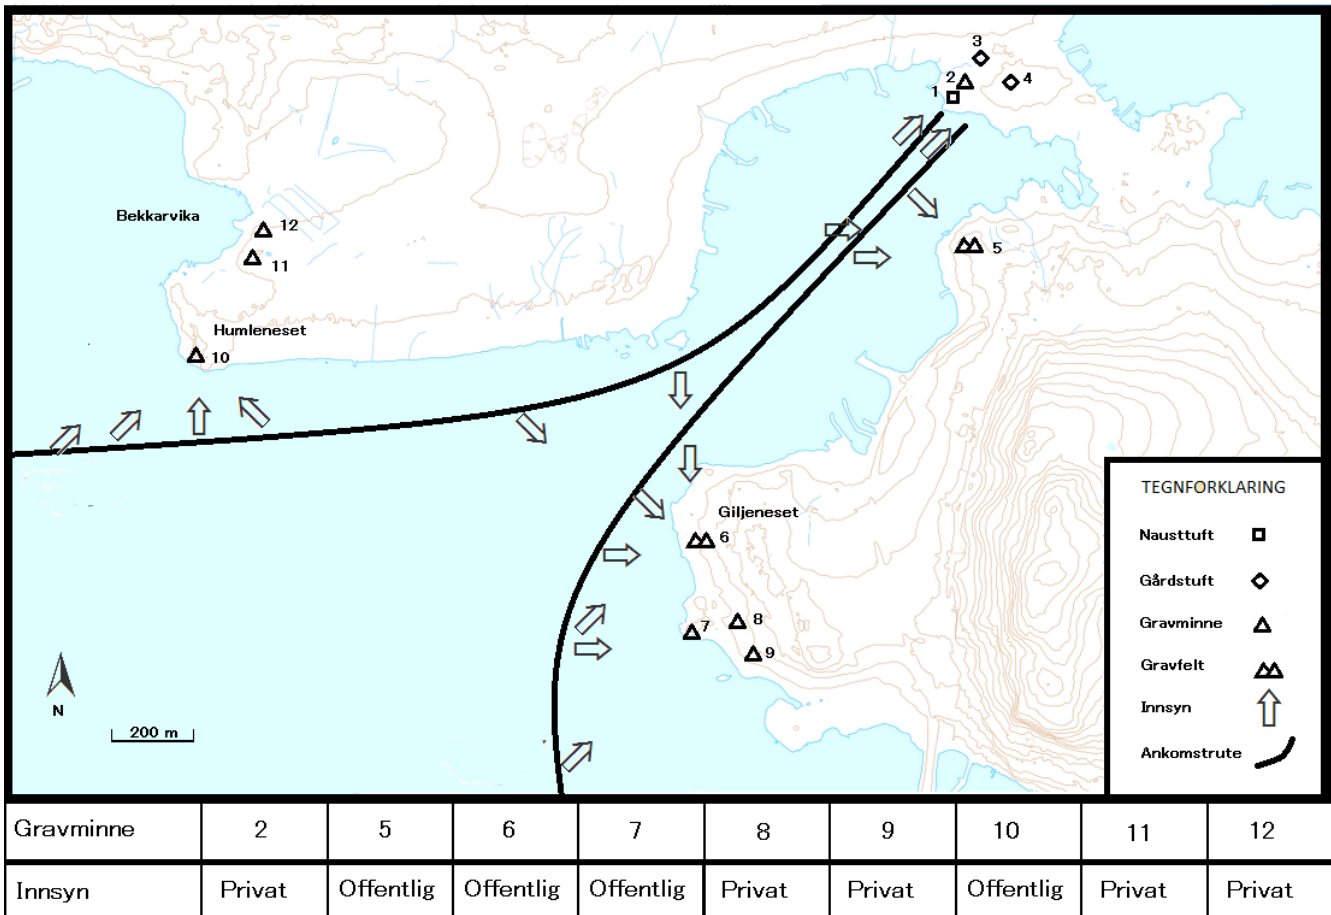 3
2
4
1
Bekkarvika
12
5
11
Humleneset
10
TEGNFORKLARING
Giljeneset
Nausttuft
6
Gårdstuft
8
Gravminne
7
9
Gravfelt
Innsyn
N
200 m
Ankomstrute
Gravminne 2 5 6 7 8 9 10 11 12
Innsyn Privat Offentlig Offentlig Offentlig Privat Privat Offentlig Privat Privat